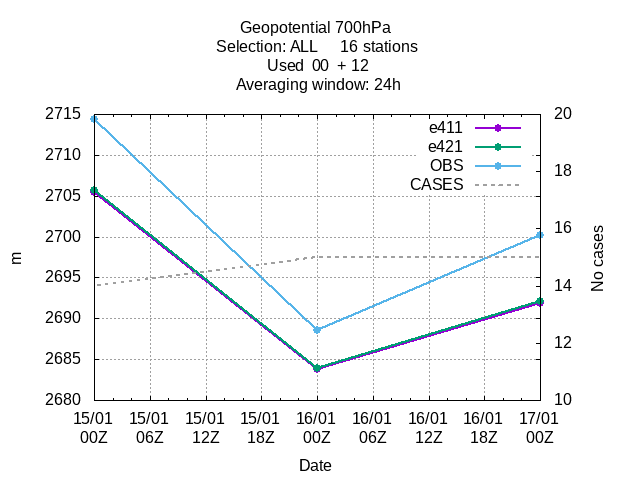 Geopotential 700hPa
Selection: ALL     16 stations
Used  00  + 12
Averaging window: 24h
2715
2710
2705
2700
2695
2690
2685
2680
m
20
18
16
14
12
10
No cases
e411
e421
OBS
CASES
15/01 15/01 15/01 15/01 16/01 16/01 16/01 16/01 17/01
00Z 06Z 12Z 18Z 00Z 06Z 12Z 18Z 00Z
Date